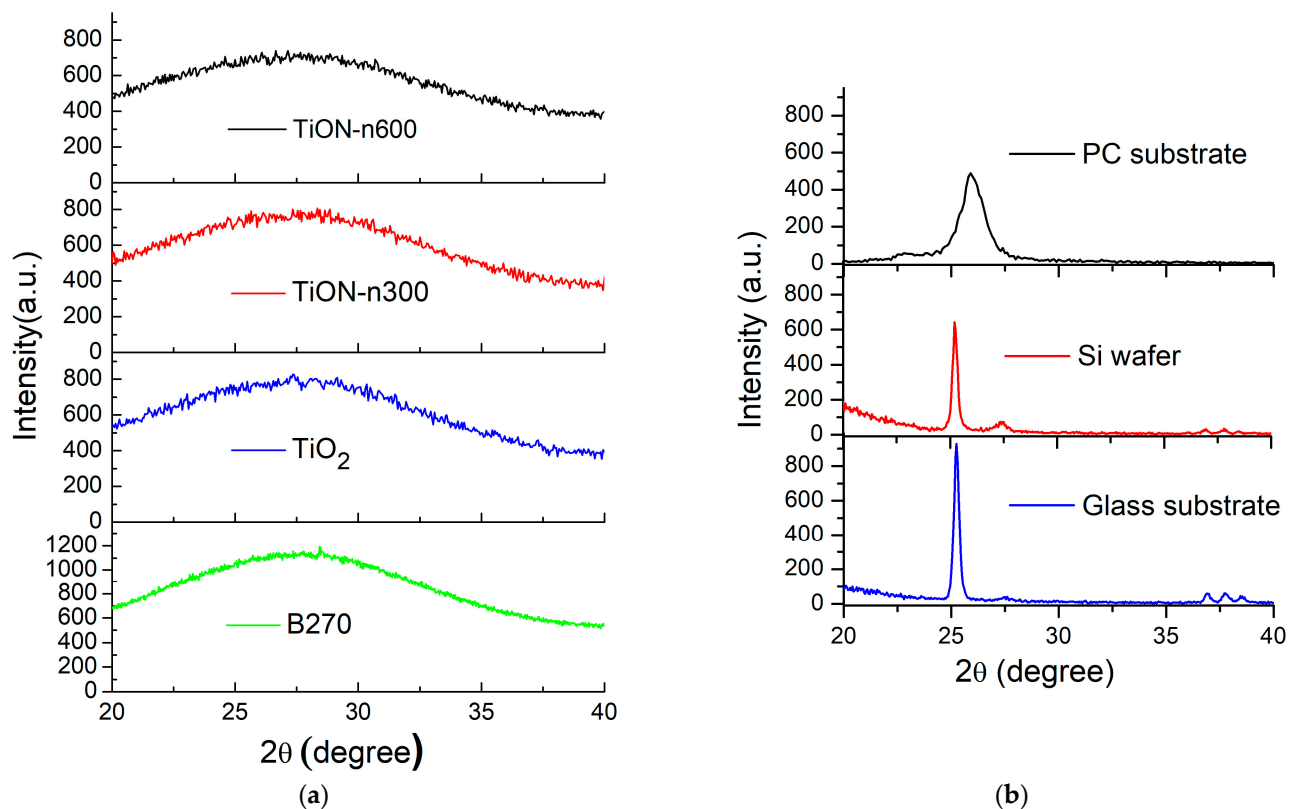 Intensity(a.u.)
800
600
400
200
0
TiON-n600
800
600
400
200
0
TiON-n300
800
600
400
200
0
TiO2
1200
1000
800
600
400
200
0
B270
20 25 30 35 40
2θ (degree)
(a)
Intensity (a.u.)
800
600
400
200
0
PC substrate
800
600
400
200
0
Si wafer
800
600
400
200
0
Glass substrate
20 25 30 35 40
2θ (degree)
(b)